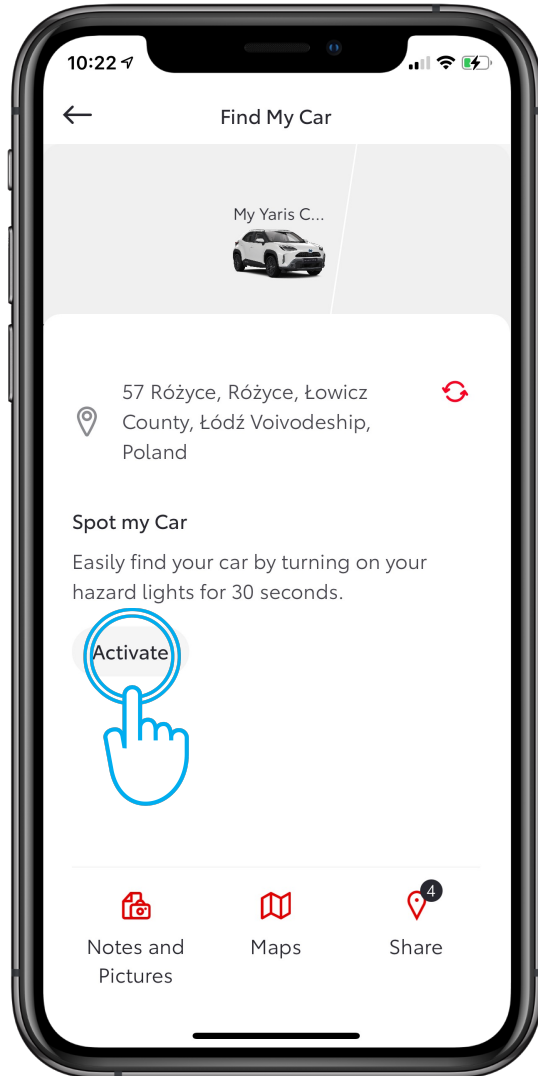 10:22
Find My Car
My Yaris C...
57 Różyce, Różyce, Łowicz
County, Łódź Voivodeship,
Poland
Spot my Car
Easily find your car by turning on your
hazard lights for 30 seconds.
Activate
4
Notes and
Pictures
Maps
Share